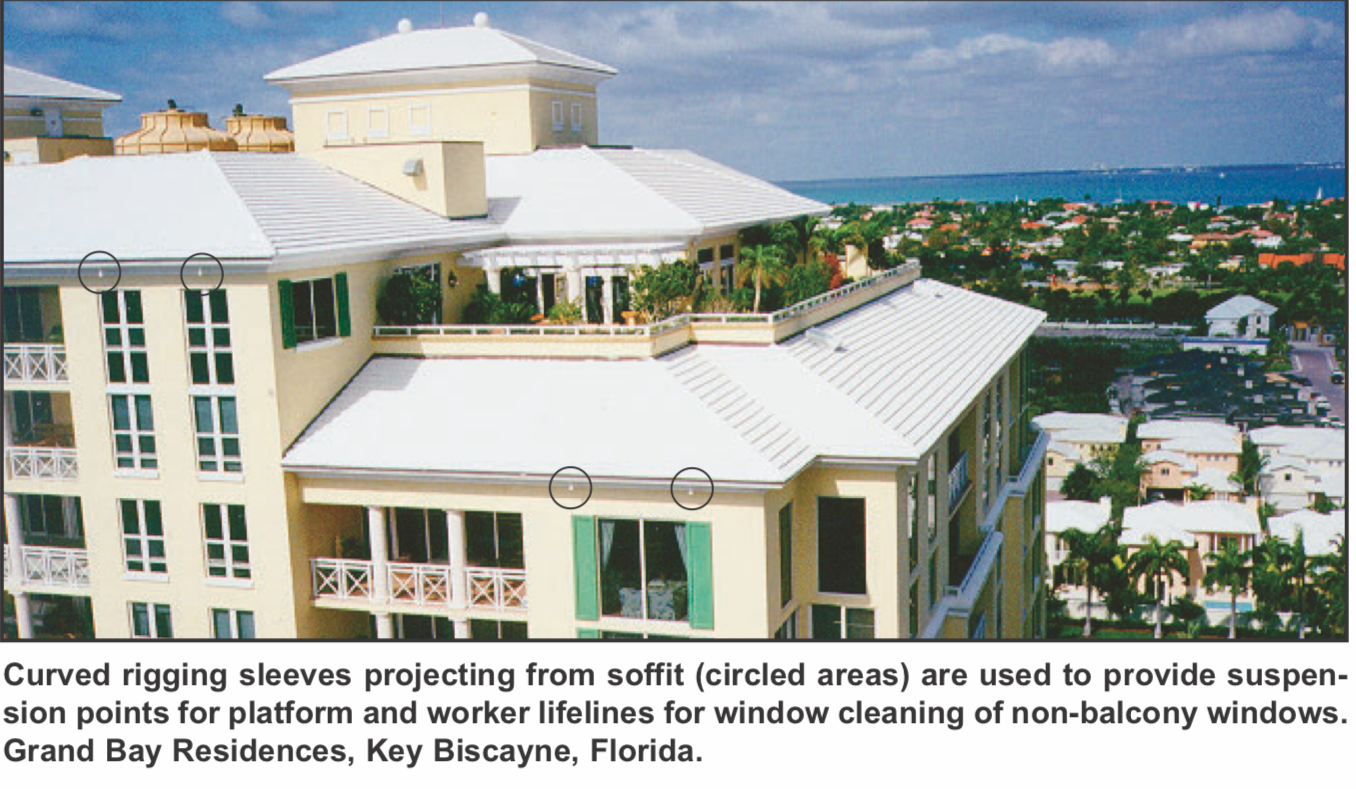 Curved rigging sleeves projecting from soffit (circled areas) are used to provide suspen-
sion points for platform and worker lifelines for window cleaning of non-balcony windows.
Grand Bay Residences, Key Biscayne, Florida.